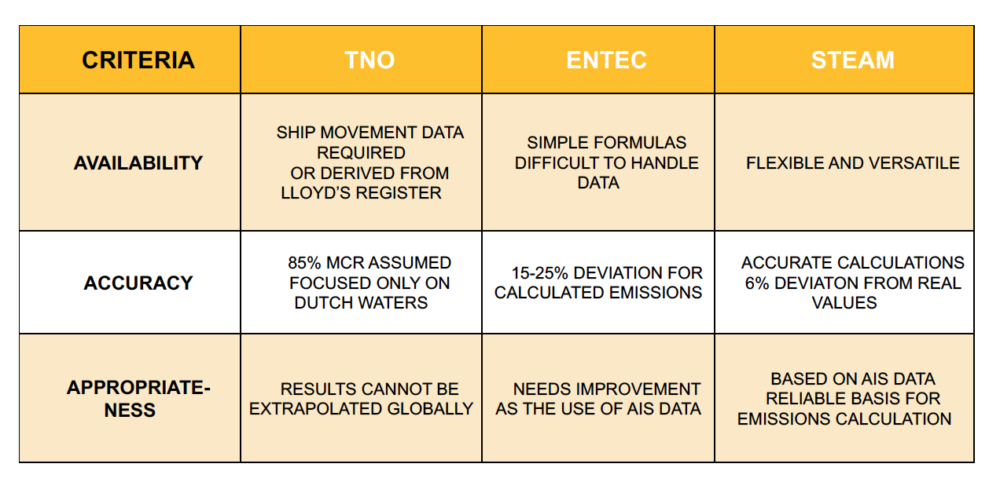 CRITERIA TNO ENTEC STEAM
AVAILABILITY
SHIP MOVEMENT DATA
REQUIRED
OR DERIVED FROM
LLOYD'S REGISTER
SIMPLE FORMULAS
DIFFICULT TO HANDLE
DATA
FLEXIBLE AND VERSATILE
ACCURACY
85% MCR ASSUMED
FOCUSED ONLY ON
DUTCH WATERS
15-25% DEVIATION FOR
CALCULATED EMISSIONS
ACCURATE CALCULATIONS
6% DEVIATON FROM REAL
VALUES
APPROPRIATE-
NESS
RESULTS CANNOT BE
EXTRAPOLATED GLOBALLY
NEEDS IMPROVEMENT
AS THE USE OF AIS DATA
BASED ON AIS DATA
RELIABLE BASIS FOR
EMISSIONS CALCULATION